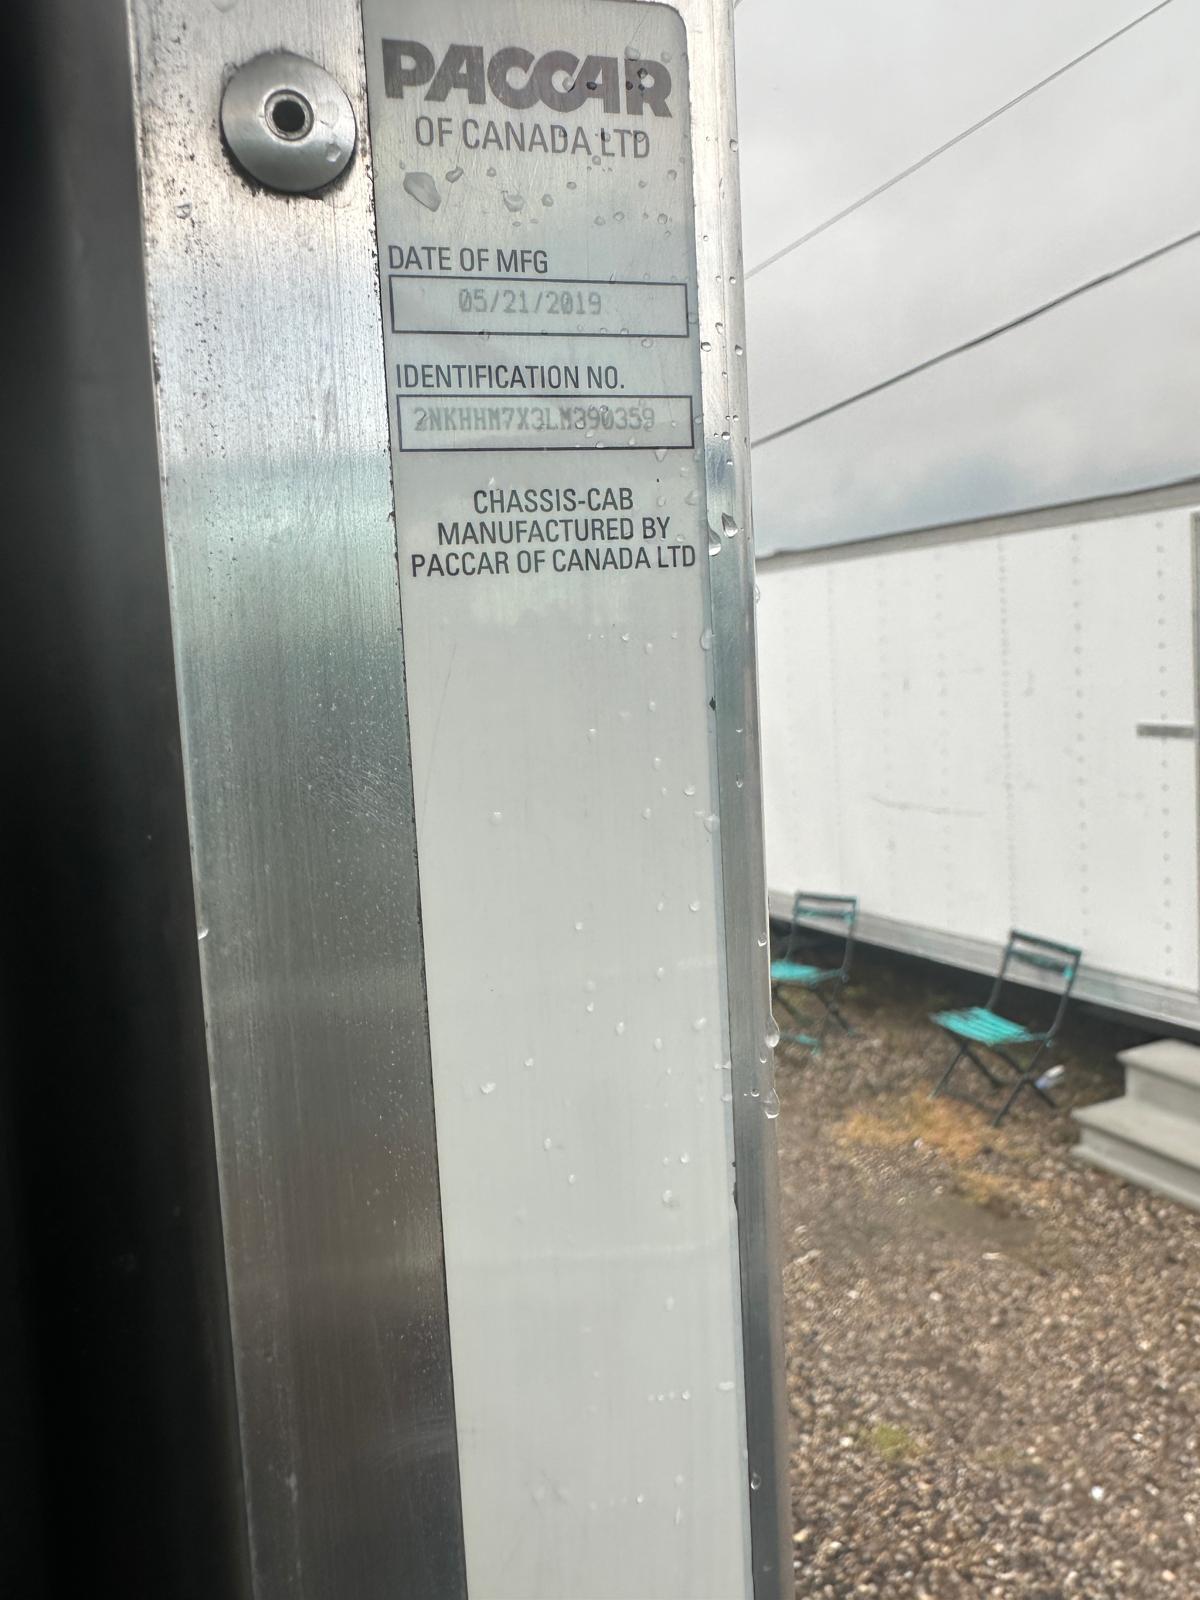 PACCAR
OF CANADA LTD
DATE OF MFG
05/21/2019
IDENTIFICATION NO.
2NKHHM7X3LM390359
CHASSIS-CAB
MANUFACTURED BY
PACCAR OF CANADA LTD